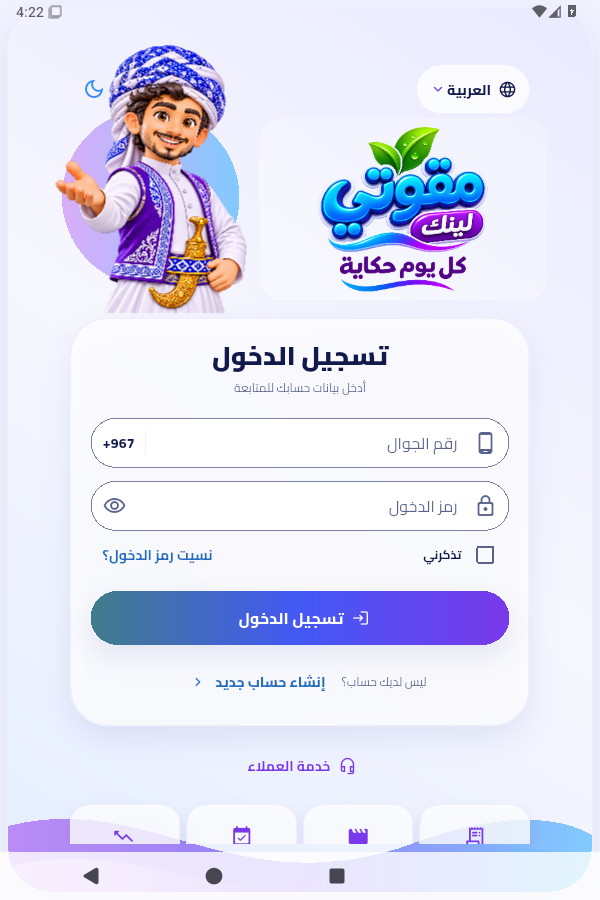 4:22
العربية
مقوتي
لينك
كل يوم حكاية
تسجيل الدخول
أدخل بيانات حسابك للمتابعة
رقم الجوال
+967
رمز الدخول
تذكرني
نسيت رمز الدخول؟
تسجيل الدخول
ليس لديك حساب؟ إنشاء حساب جديد
خدمة العملاء